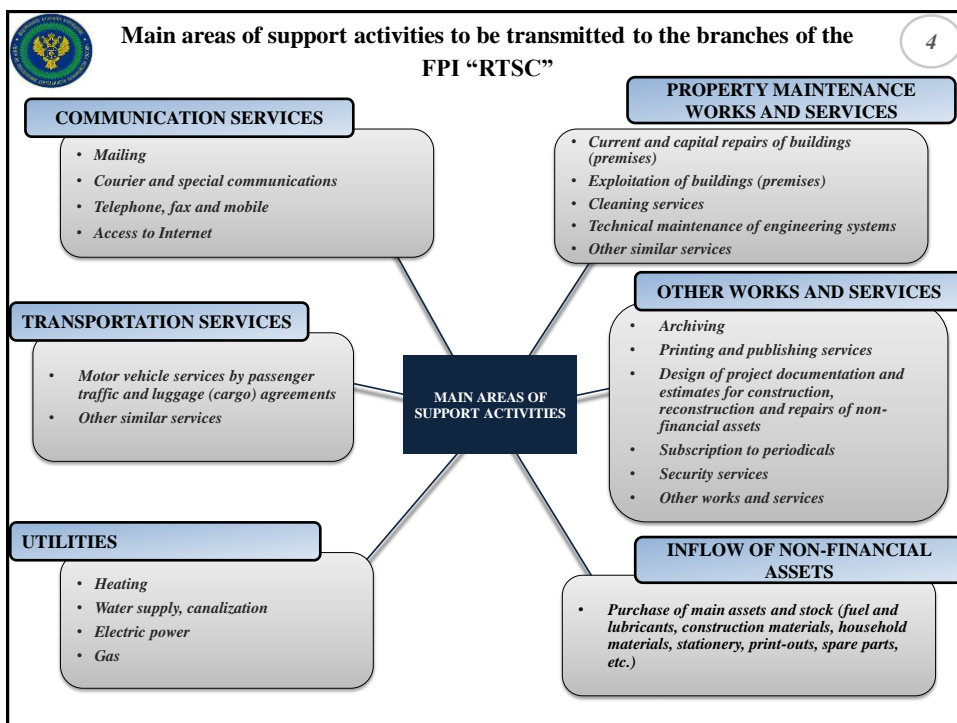 Main areas of support activities to be transmitted to the branches of the
FPI “RTSC”
4
COMMUNICATION SERVICES
• Mailing
• Courier and special communications
• Telephone, fax and mobile
• Access to Internet
PROPERTY MAINTENANCE
WORKS AND SERVICES
• Current and capital repairs of buildings
(premises)
• Exploitation of buildings (premises)
• Cleaning services
• Technical maintenance of engineering systems
• Other similar services
TRANSPORTATION SERVICES
• Motor vehicle services by passenger
traffic and luggage (cargo) agreements
• Other similar services
MAIN AREAS OF
SUPPORT ACTIVITIES
OTHER WORKS AND SERVICES
• Archiving
• Printing and publishing services
• Design of project documentation and
estimates for construction,
reconstruction and repairs of non-
financial assets
• Subscription to periodicals
• Security services
• Other works and services
UTILITIES
• Heating
• Water supply, canalization
• Electric power
• Gas
INFLOW OF NON-FINANCIAL
ASSETS
• Purchase of main assets and stock (fuel and
lubricants, construction materials, household
materials, stationery, print-outs, spare parts,
etc.)